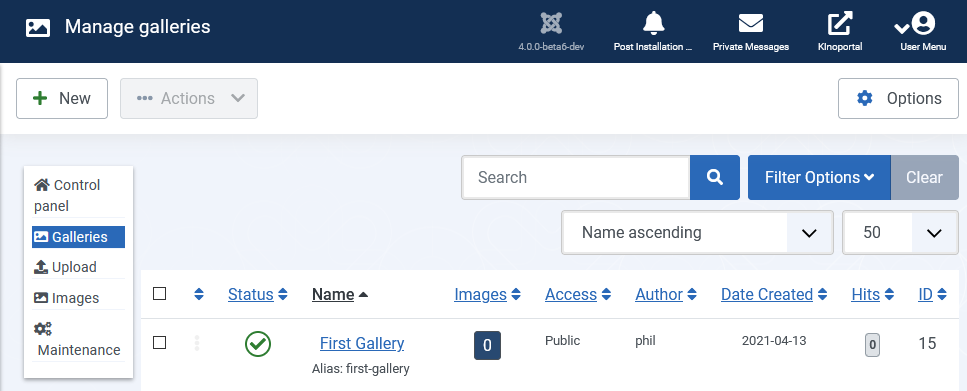 Manage galleries
4.0.0-beta6-dev
Post Installation ...
Private Messages
KInoportal
User Menu
New
Actions
Options
Control
panel
Galleries
Upload
Images
Maintenance
Search
Filter Options
Clear
Name ascending
50
Status Name Images Access Author Date Created Hits ID
First Gallery 0 Public phil 2021-04-13 0 15
Alias: first-gallery